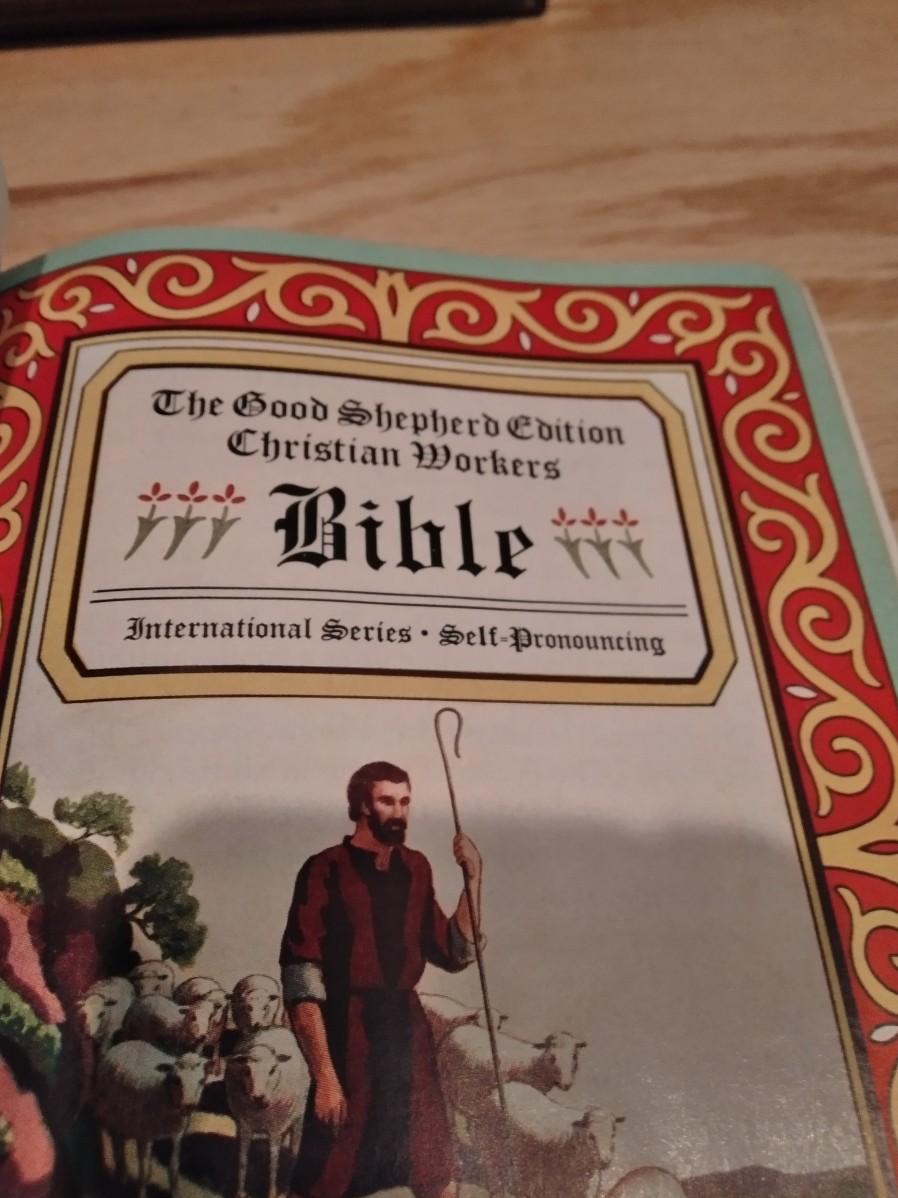 The Good Shepherd Edition
Christian Workers
Bible
International Series • Self-Pronouncing